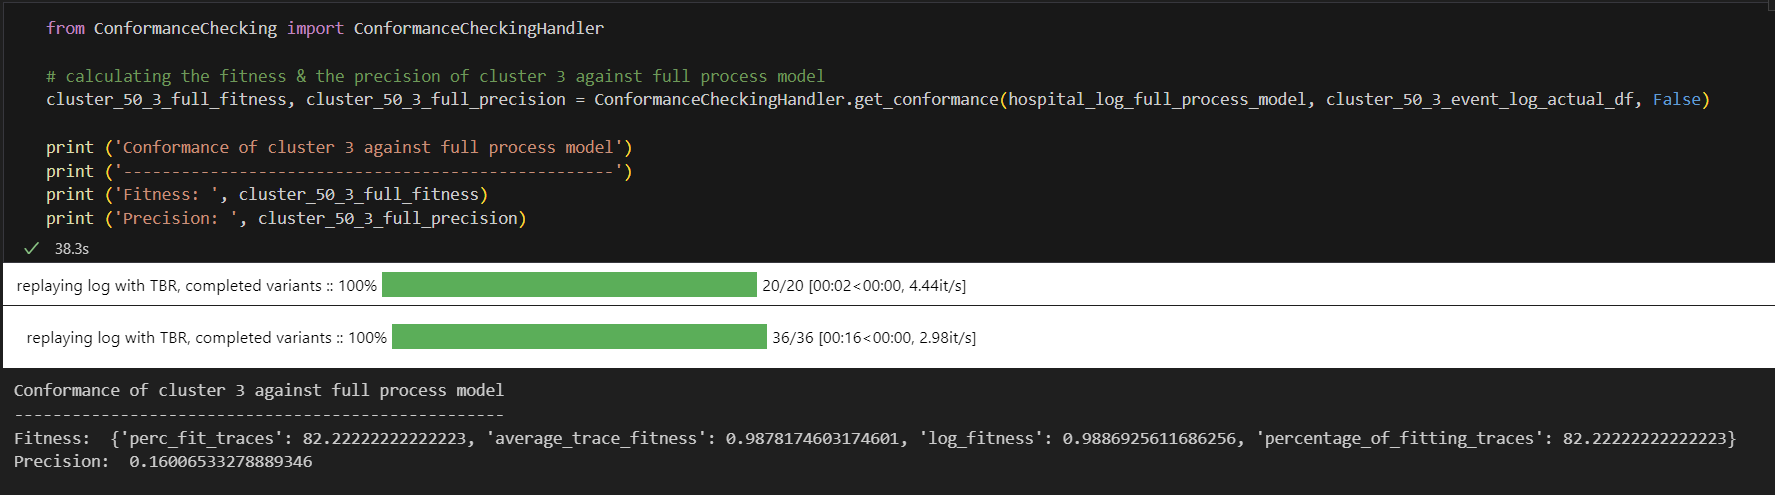 from ConformanceChecking import ConformanceCheckingHandler
# calculating the fitness & the precision of cluster 3 against full process model
cluster_50_3_full_fitness, cluster_50_3_full_precision = ConformanceCheckingHandler.get_conformance(hospital_log_full_process_model, cluster_50_3_event_log_actual_df, False)
print ('Conformance of cluster 3 against full process model')
print ('---------------------------------------------------')
print ('Fitness: ', cluster_50_3_full_fitness)
print ('Precision: ', cluster_50_3_full_precision)
38.3s
replaying log with TBR, completed variants :: 100% 20/20 [00:02<00:00, 4.44it/s]
replaying log with TBR, completed variants :: 100% 36/36 [00:16<00:00, 2.98it/s]
Conformance of cluster 3 against full process model
---------------------------------------------------
Fitness:  {'perc_fit_traces': 82.22222222222223, 'average_trace_fitness': 0.9878174603174601, 'log_fitness': 0.9886925611686256, 'percentage_of_fitting_traces': 82.22222222222223}
Precision:  0.16006533278889346